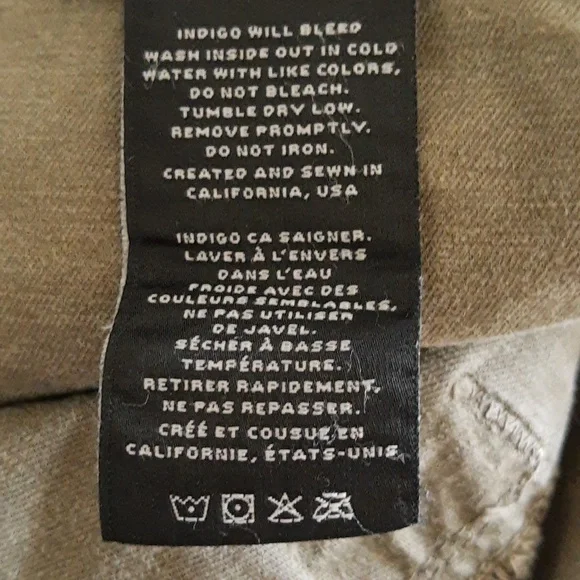 INDIGO WILL BLEED
WASH INSIDE OUT IN COLD
WATER WITH LIKE COLORS,
DO NOT BLEACH.
TUMBLE DRY LOW.
REMOVE PROMPTLY.
DO NOT IRON.
CREATED AND SEWN IN
CALIFORNIA, USA
INDIGO CA SAIGNER.
LAVER À L'ENVERS
DANS L'EAU
FROIDE AVEC DES
COULEURS SEMBLABLES,
NE PAS UTILISER
DE JAVEL.
SÉCHER À BASSE
TEMPÉRATURE.
RETIRER RAPIDEMENT,
NE PAS REPASSER.
CRÉÉ ET COUSUE EN
CALIFORNIE, ÉTATS-UNIS